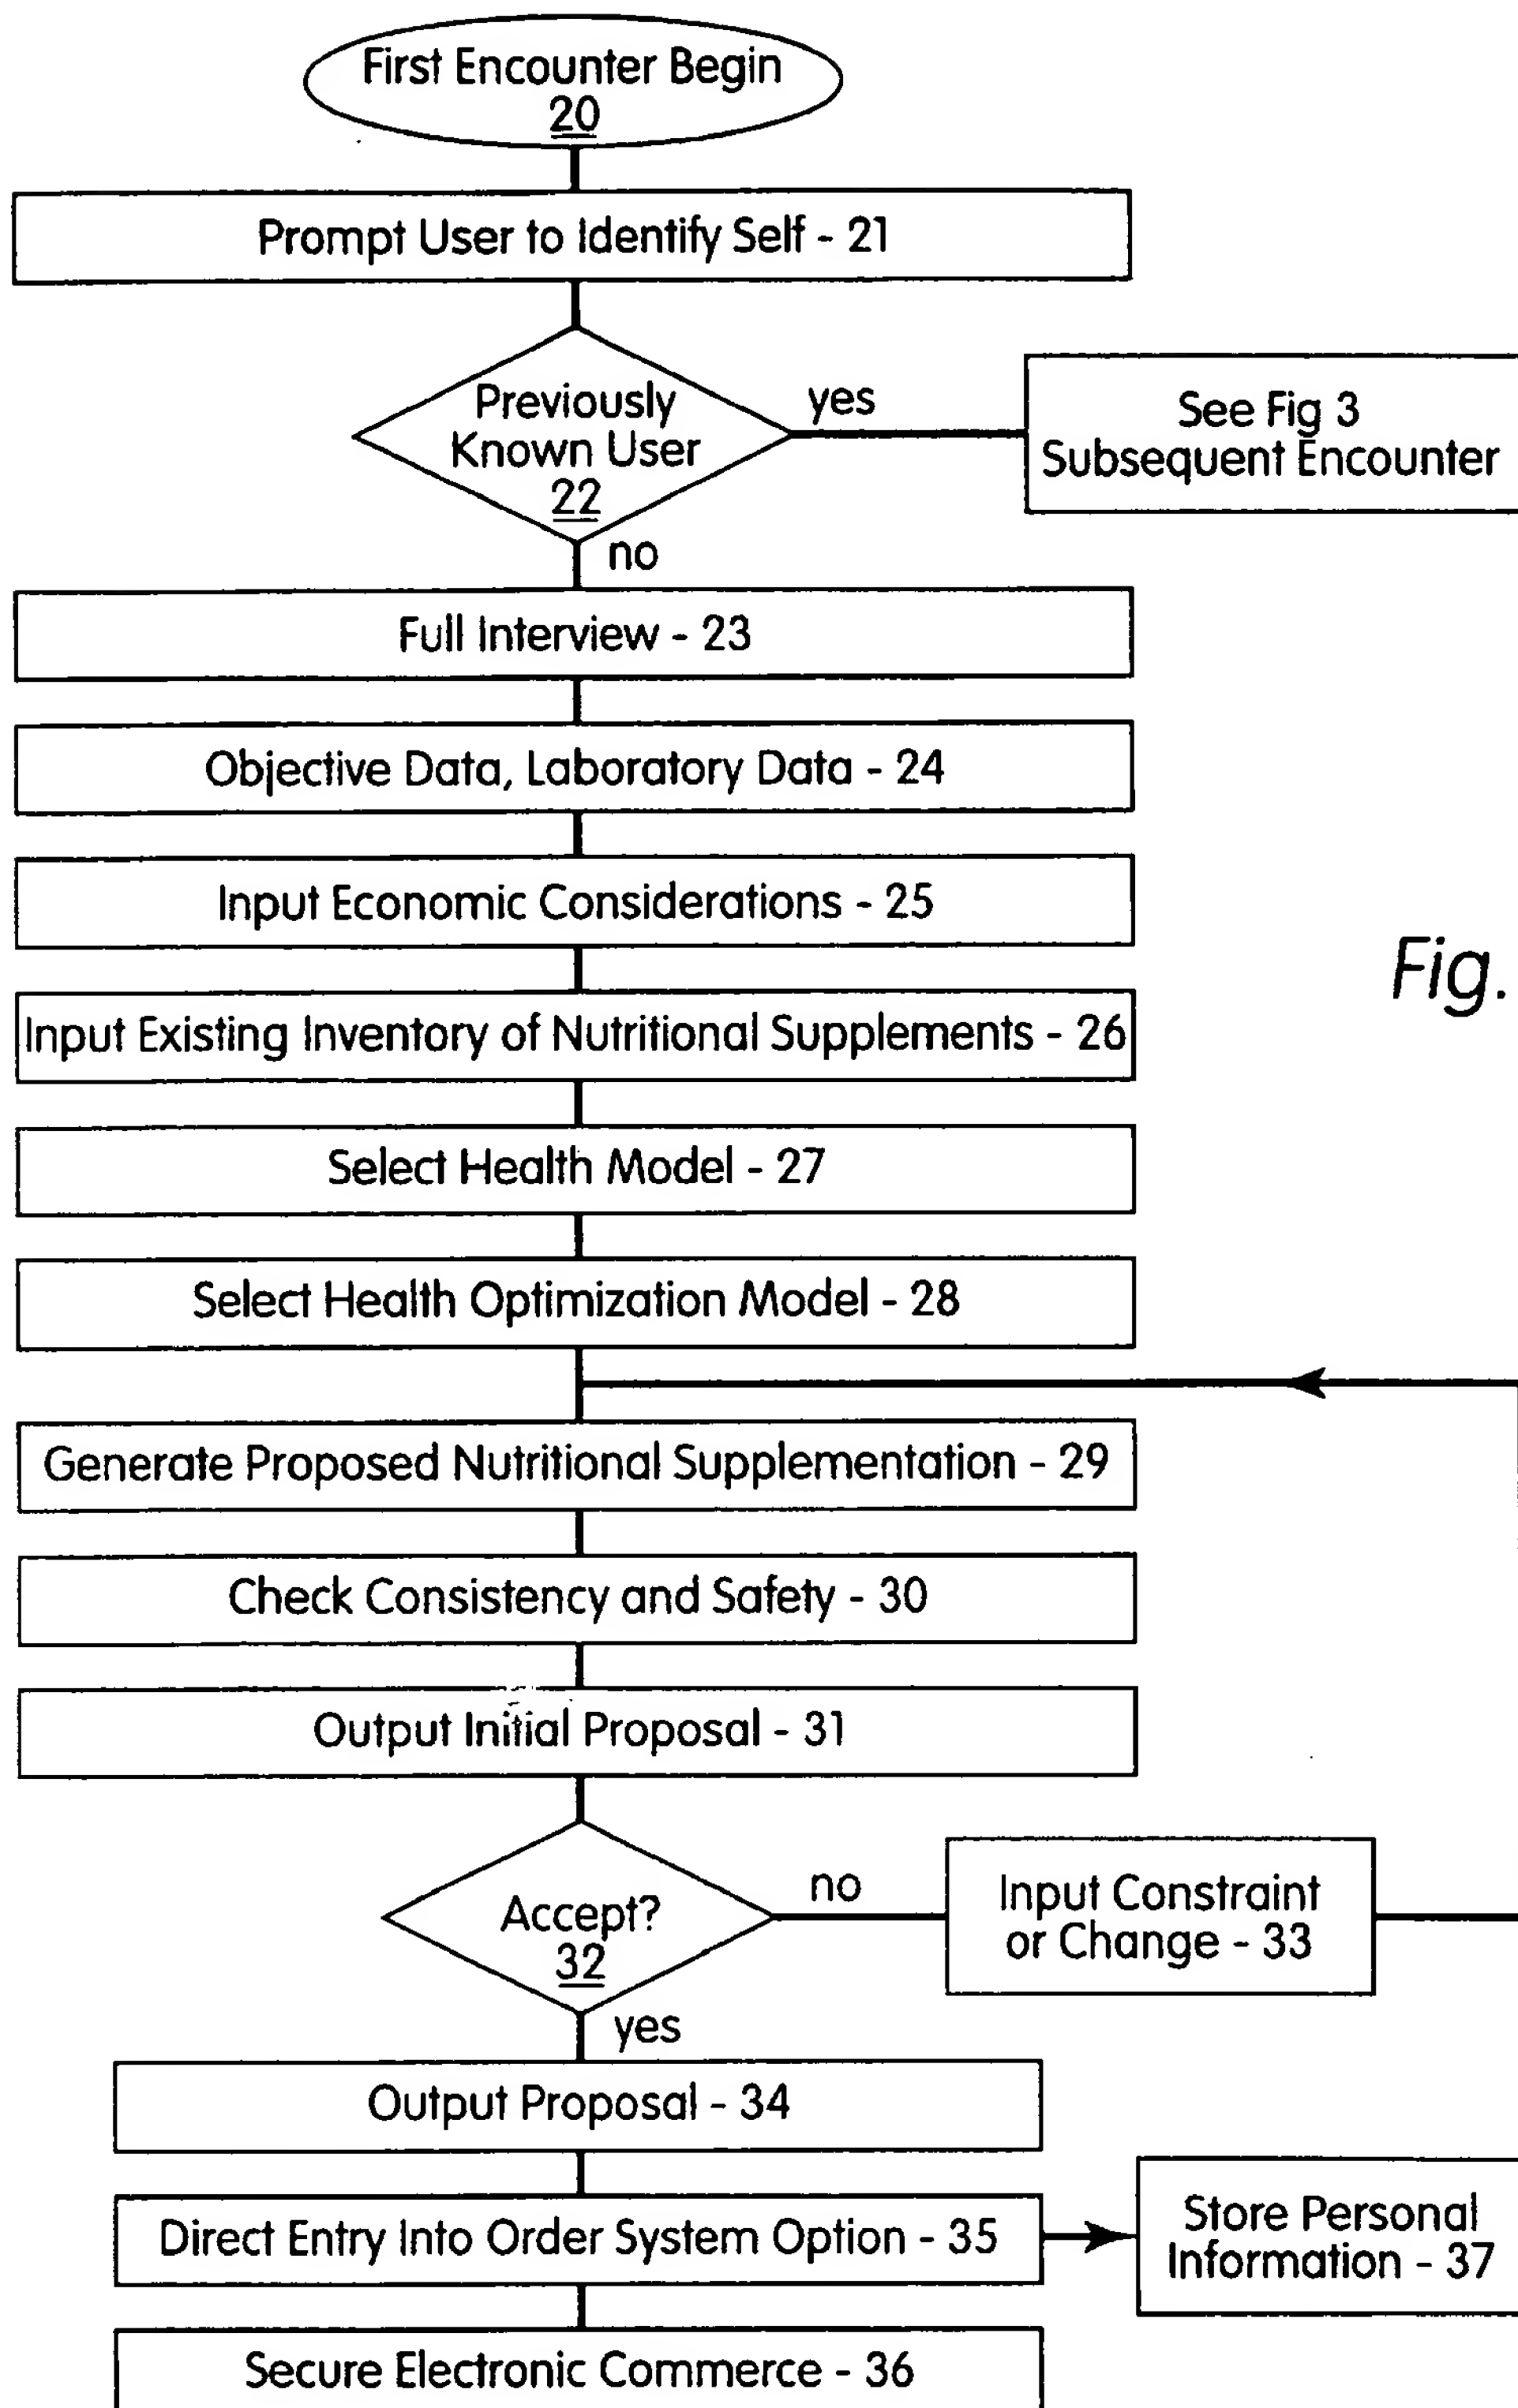 First Encounter Begin
20
Prompt User to Identify Self - 21
Previously
Known User
22
yes
See Fig 3
Subsequent Encounter
no
Full Interview - 23
Objective Data, Laboratory Data - 24
Input Economic Considerations - 25
Fig.
Input Existing Inventory of Nutritional Supplements - 26
Select Health Model - 27
Select Health Optimization Model - 28
Generate Proposed Nutritional Supplementation - 29
Check Consistency and Safety - 30
Output Initial Proposal - 31
Accept?
32
no
Input Constraint
or Change - 33
yes
Output Proposal - 34
Direct Entry Into Order System Option - 35
Store Personal
Information - 37
Secure Electronic Commerce - 36